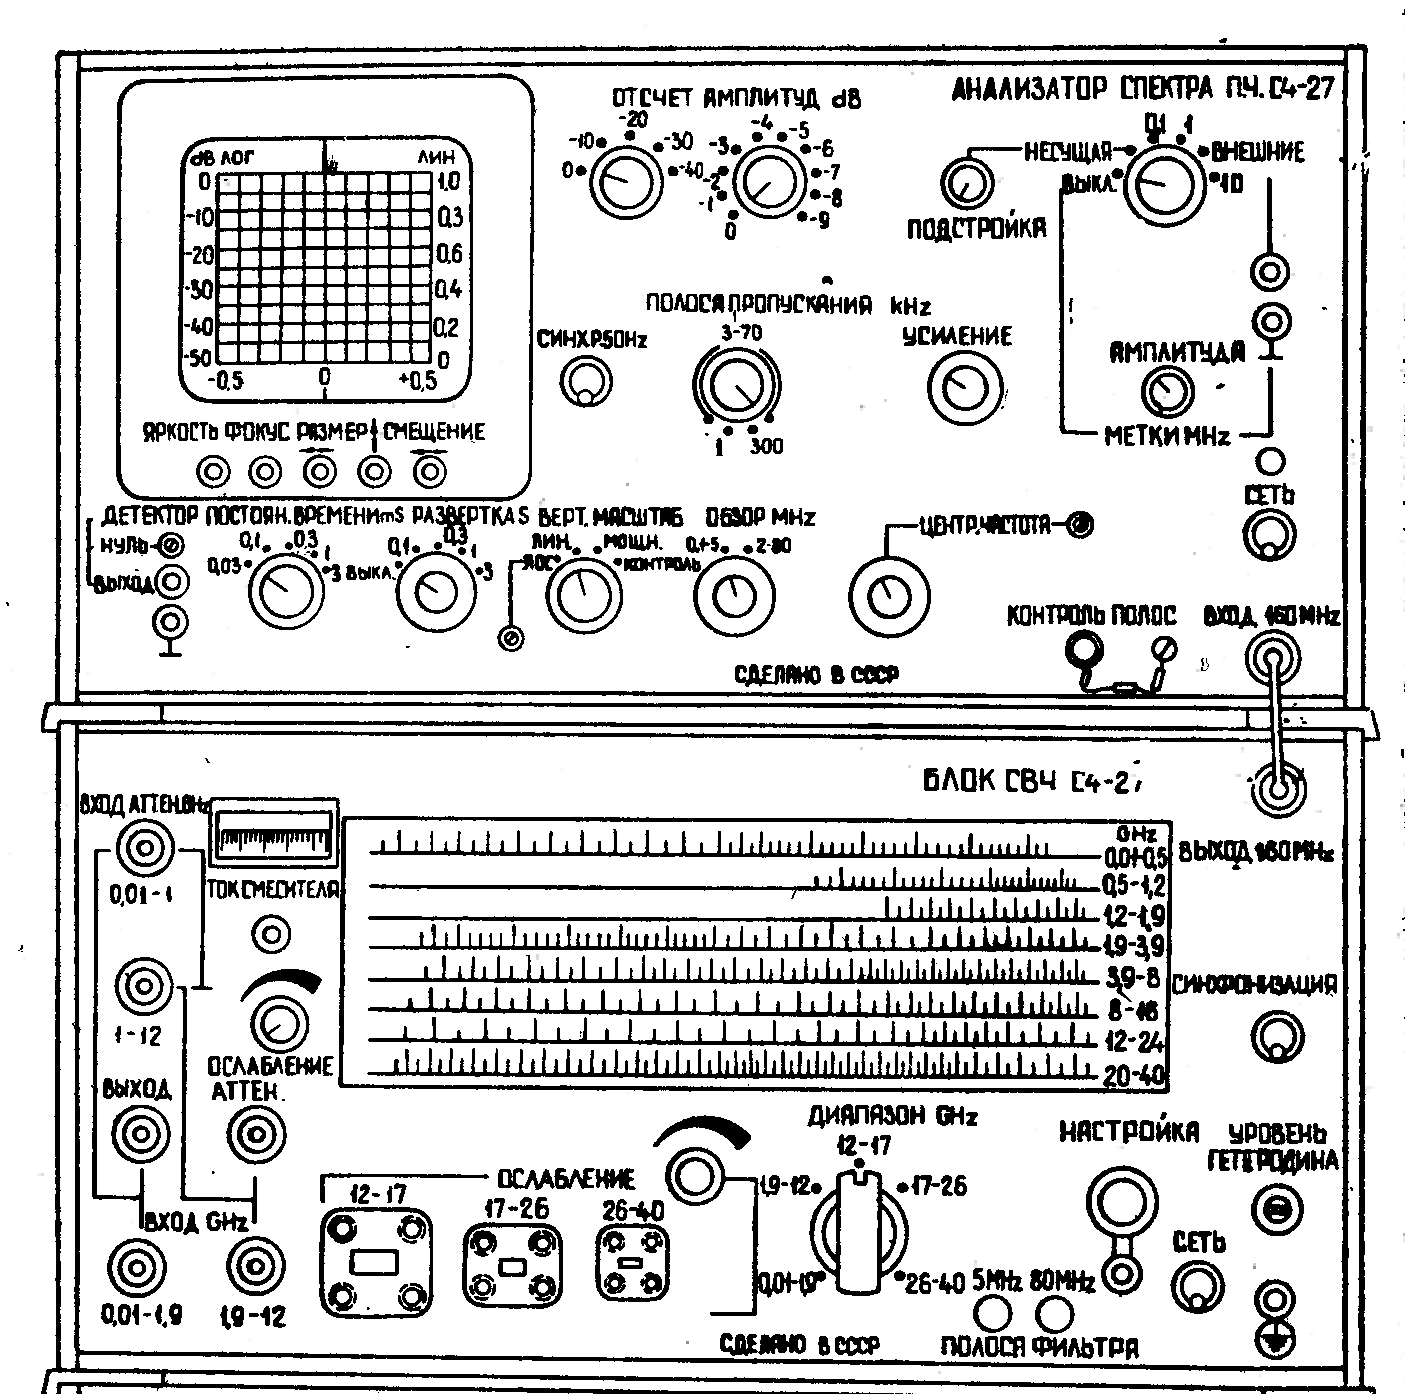 АНАЛИЗАТОР СПЕКТРА П.Ч. С4-27
ОТСЧЕТ АМПЛИТУД dB
-20
-10 -30
0 -40
-4 -5
-3 -6
-2 -7
-1 -8
0 -9
0,1 1
НЕСУЩАЯ ВНЕШНИЕ
ВЫКЛ. 10
ПОДСТРОЙКА
dB ЛОГ ЛИН
0 1,0
-10 0,3
-20 0,6
-30 0,4
-40 0,2
-50 0
-0,5 0 +0,5
ЯРКОСТЬ ФОКУС РАЗМЕР СМЕЩЕНИЕ
ПОЛОСА ПРОПУСКАНИЯ kHz
3-70
1 300
СИНХР.50Hz
УСИЛЕНИЕ
АМПЛИТУДА
МЕТКИ MHz
СЕТЬ
ДЕТЕКТОР ПОСТОЯН. ВРЕМЕНИ mS РАЗВЕРТКА S ВЕРТ. МАСШТАБ ОБЗОР MHz
НУЛЬ
ВЫХОД
0,1 0,3
0,03 1
3
0,1 0,3
ВЫКЛ. 1
3
ЛИН. МОЩН.
ЛОГ КОНТРОЛЬ
0,1-5 2-80
ЦЕНТР.ЧАСТОТА
КОНТРОЛЬ ПОЛОС
ВХОД 160 MHz
СДЕЛАНО В СССР
БЛОК СВЧ С4-2
ВХОД АТТЕН.GHz
0,01-1
ТОК СМЕСИТЕЛЯ
1-12
ОСЛАБЛЕНИЕ
АТТЕН.
ВЫХОД
GHz
0,01-0,5
0,5-1,2
1,2-1,9
1,9-3,9
3,9-8
8-16
12-24
20-40
ВЫХОД 160 MHz
СИНХРОНИЗАЦИЯ
ВХОД GHz
0,01-1,9 1,9-12
ОСЛАБЛЕНИЕ
12-17 17-26 26-40
ДИАПАЗОН GHz
12-17
1,9-12 17-26
0,01-1,9 26-40
5 MHz 80 MHz
ПОЛОСА ФИЛЬТРА
НАСТРОЙКА
УРОВЕНЬ
ГЕТЕРОДИНА
СЕТЬ
СДЕЛАНО В СССР